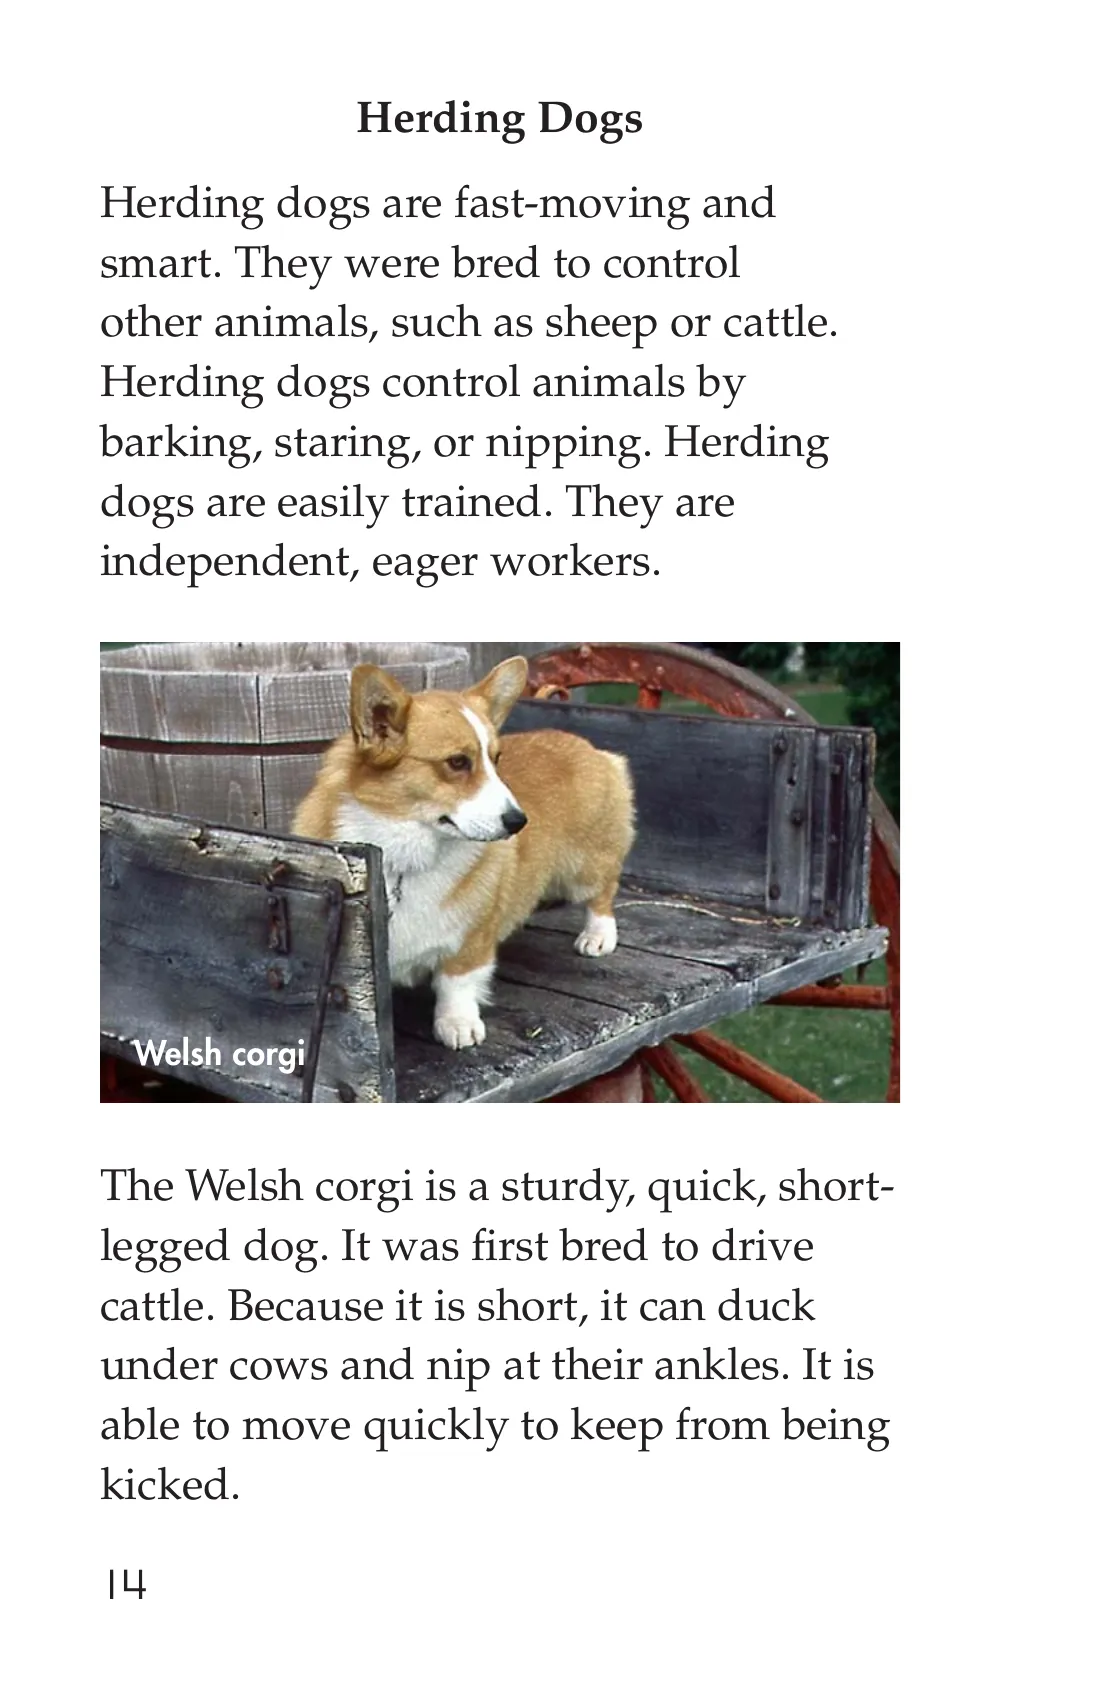 Herding Dogs
Herding dogs are fast-moving and
smart. They were bred to control
other animals, such as sheep or cattle.
Herding dogs control animals by
barking, staring, or nipping. Herding
dogs are easily trained. They are
independent, eager workers.
Welsh corgi
The Welsh corgi is a sturdy, quick, short-
legged dog. It was first bred to drive
cattle. Because it is short, it can duck
under cows and nip at their ankles. It is
able to move quickly to keep from being
kicked.
14